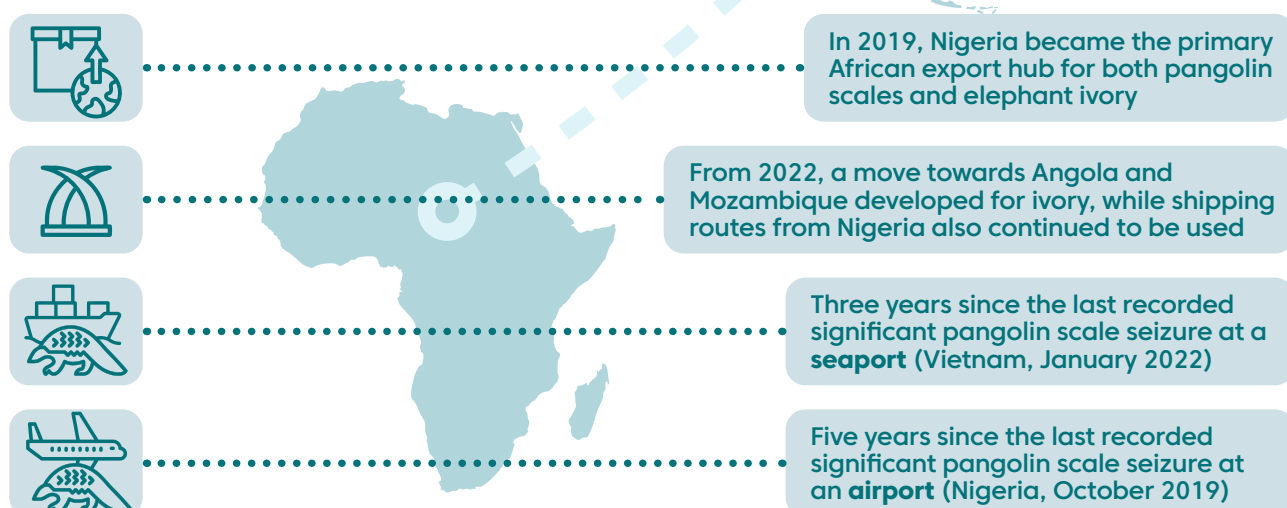 In 2019, Nigeria became the primary
African export hub for both pangolin
scales and elephant ivory
From 2022, a move towards Angola and
Mozambique developed for ivory, while shipping
routes from Nigeria also continued to be used
Three years since the last recorded
significant pangolin scale seizure at a
seaport (Vietnam, January 2022)
Five years since the last recorded
significant pangolin scale seizure at
an airport (Nigeria, October 2019)